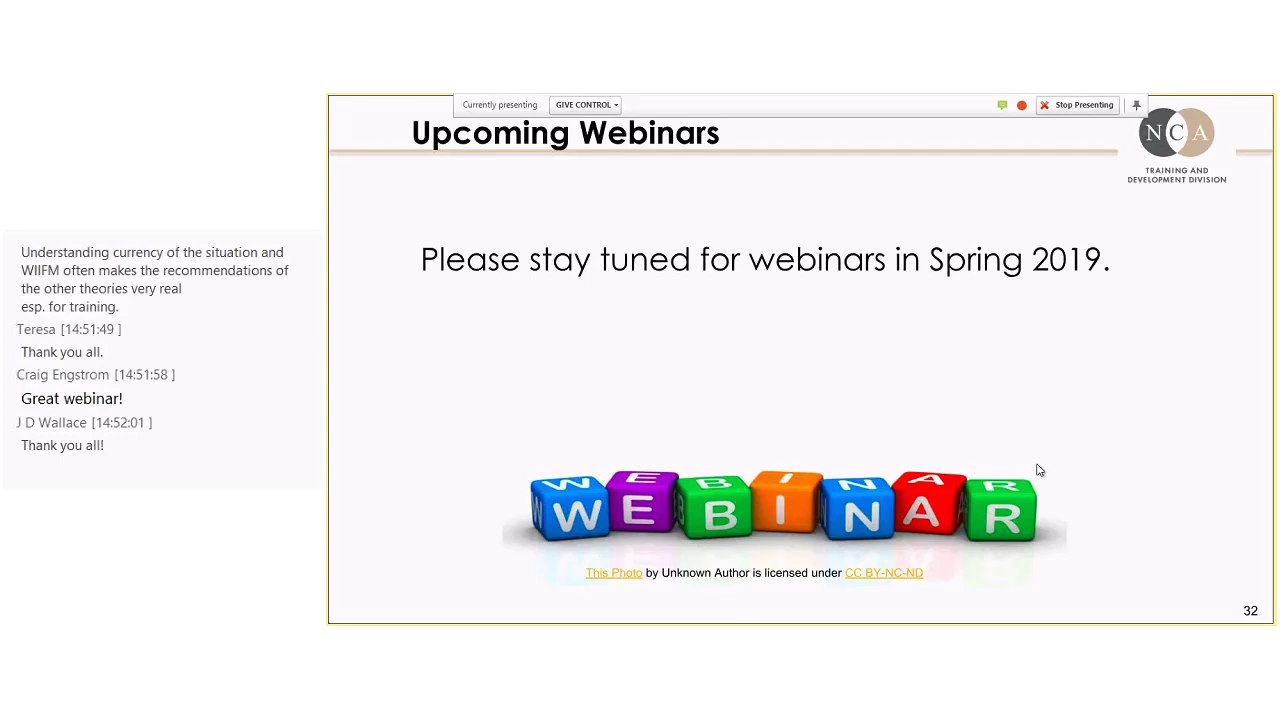 Understanding currency of the situation and
WIIFM often makes the recommendations of
the other theories very real
esp. for training.
Teresa [14:51:49 ]
Thank you all.
Craig Engstrom [14:51:58 ]
Great webinar!
J D Wallace [14:52:01 ]
Thank you all!
Currently presenting GIVE CONTROL Stop Presenting
Upcoming Webinars
NCA
TRAINING AND
DEVELOPMENT DIVISION
Please stay tuned for webinars in Spring 2019.
WEBINAR
WEBINAR
This Photo by Unknown Author is licensed under CC BY-NC-ND
32